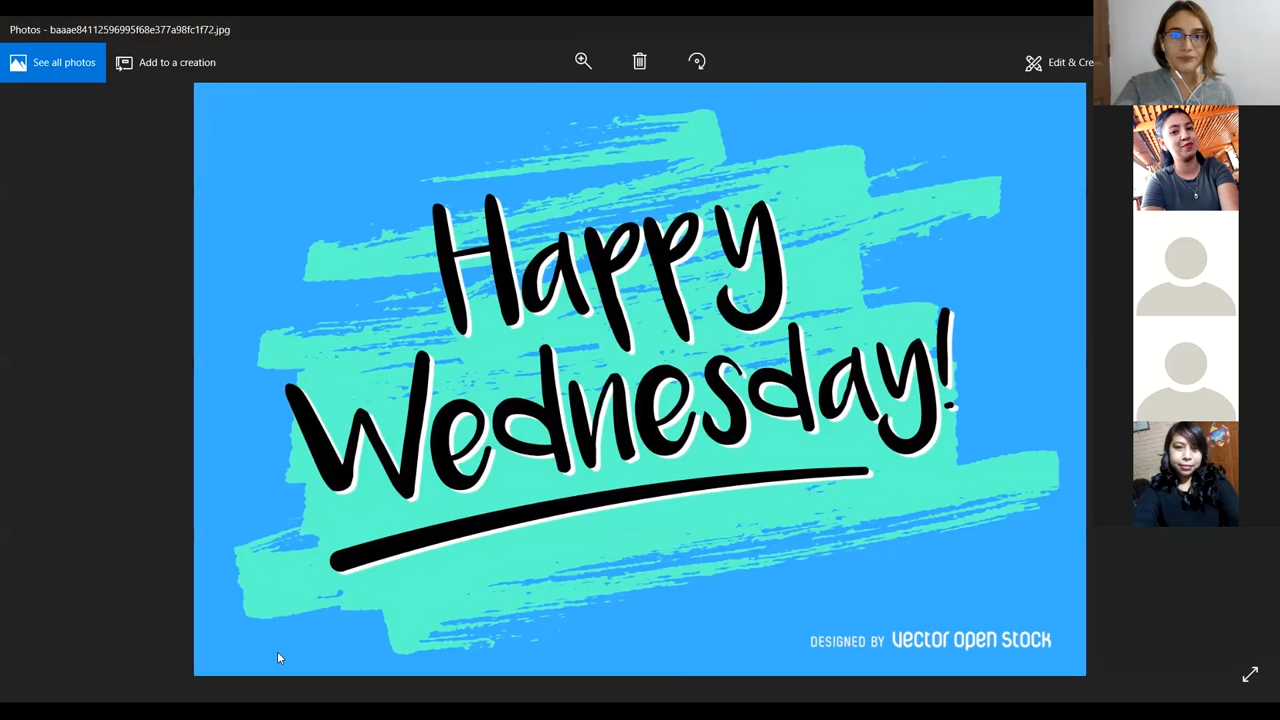 Photos - baaae84112596995f68e377a98fc1f72.jpg
See all photos
Add to a creation
Edit & Cre
Happy
Wednesday!
DESIGNED BY vector open stock